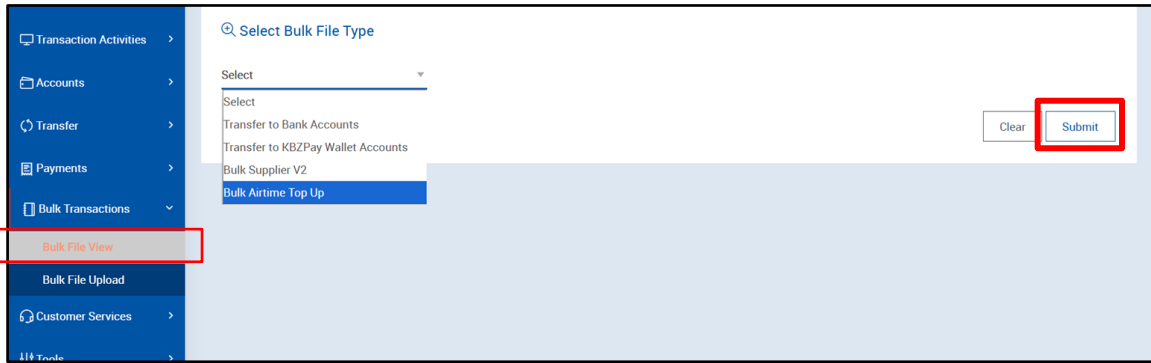 Transaction Activities
Accounts
Transfer
Payments
Bulk Transactions
Bulk File View
Bulk File Upload
Customer Services
Tools
Select Bulk File Type
Select
Select
Transfer to Bank Accounts
Transfer to KBZPay Wallet Accounts
Bulk Supplier V2
Bulk Airtime Top Up
Clear
Submit